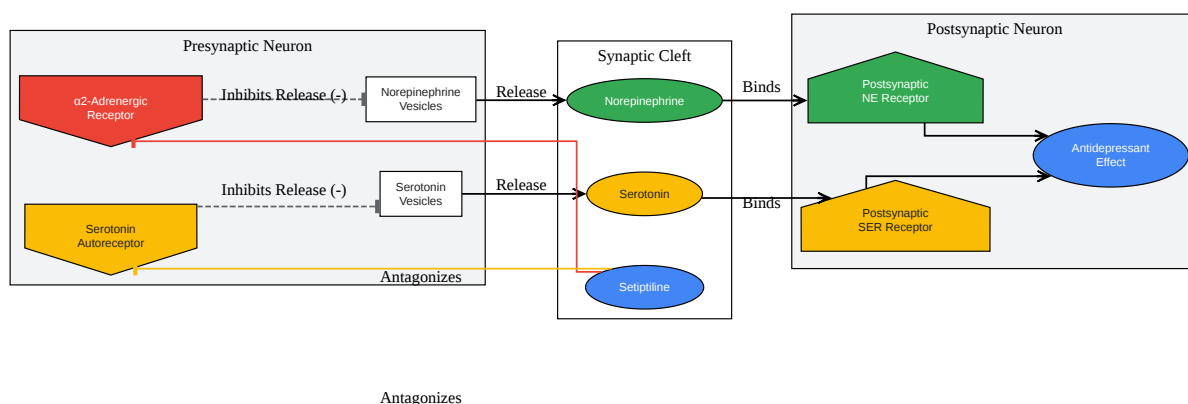 Presynaptic Neuron
α2-Adrenergic
Receptor
Inhibits Release (-)
Norepinephrine
Vesicles
Release
Serotonin
Autoreceptor
Inhibits Release (-)
Serotonin
Vesicles
Release
Antagonizes
Antagonizes
Synaptic Cleft
Norepinephrine
Serotonin
Setiptiline
Binds
Binds
Postsynaptic Neuron
Postsynaptic
NE Receptor
Postsynaptic
SER Receptor
Antidepressant
Effect